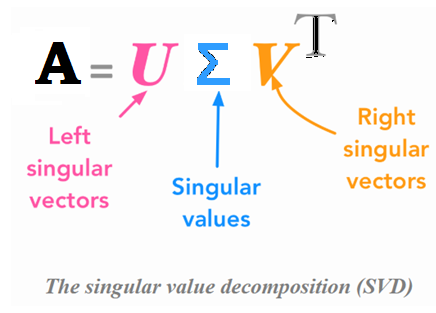 A = U Σ V T
Left
singular
vectors
Singular
values
Right
singular
vectors
The singular value decomposition (SVD)